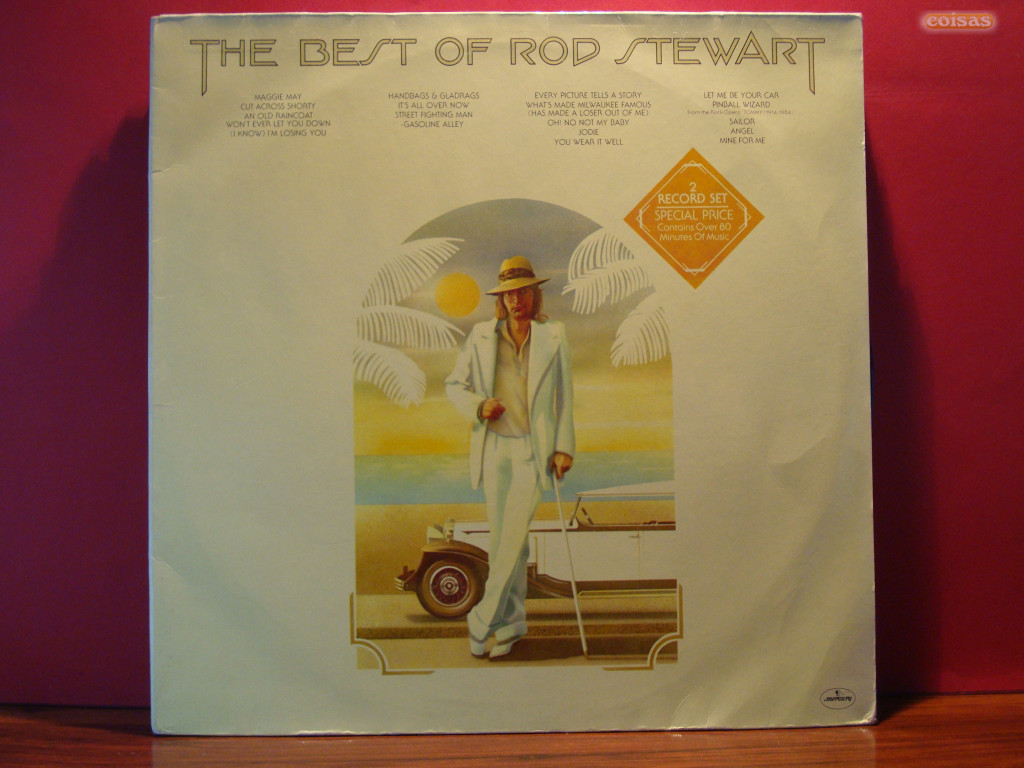 coisas
THE BEST OF ROD STEWART
MAGGIE MAY
CUT ACROSS SHORTY
AN OLD RAINCOAT
WON'T EVER LET YOU DOWN
(I KNOW) I'M LOSING YOU
HANDBAGS & GLADRAGS
IT'S ALL OVER NOW
STREET FIGHTING MAN
-GASOLINE ALLEY
EVERY PICTURE TELLS A STORY
WHAT'S MADE MILWAUKEE FAMOUS
(HAS MADE A LOSER OUT OF ME)
OH! NO NOT MY BABY
JODIE
YOU WEAR IT WELL
LET ME BE YOUR CAR
PINBALL WIZARD
From the Rock Opera
SAILOR
ANGEL
MINE FOR ME
2
RECORD SET
SPECIAL PRICE
Contains Over 80
Minutes Of Music
mercury